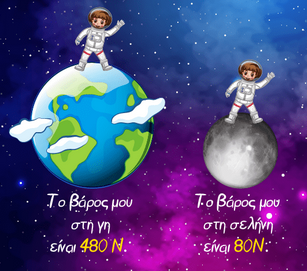 Το βάρος μου
στη γη
είναι 480 Ν.
Το βάρος μου
στη σελήνη
είναι 80Ν.